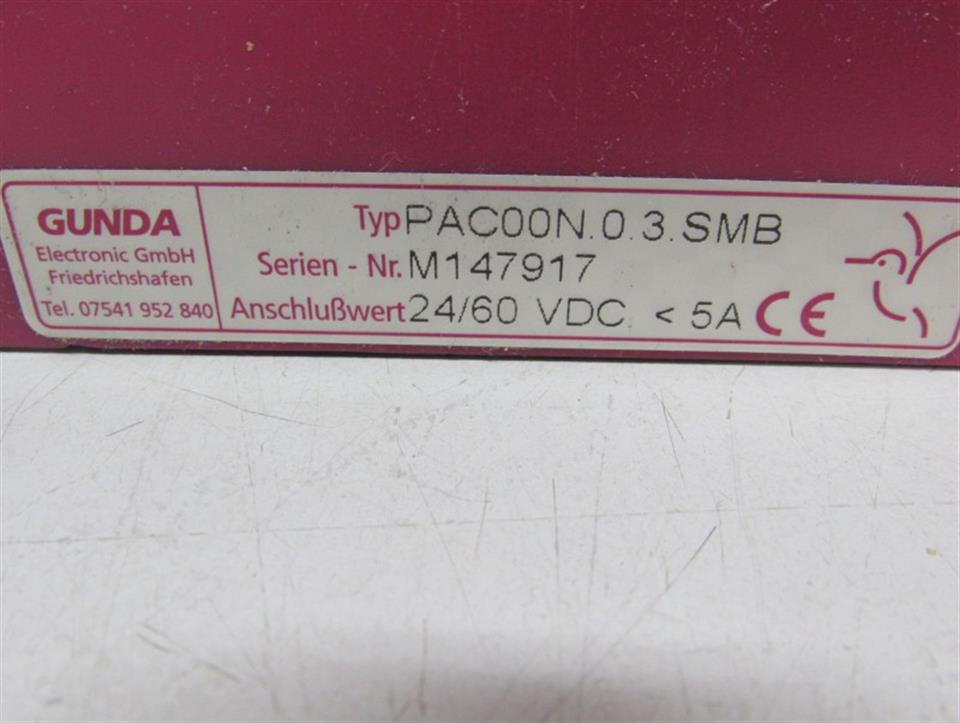 GUNDA
Electronic GmbH
Friedrichshafen
Tel. 07541 952 840
Typ PAC00N.0.3.SMB
Serien - Nr. M147917
Anschlußwert 24/60 VDC < 5A CE